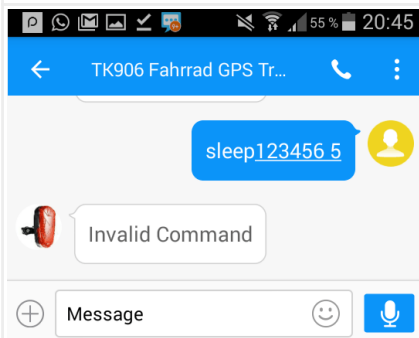 55 % 20:45
TK906 Fahrrad GPS Tr...
sleep123456 5
Invalid Command
Message